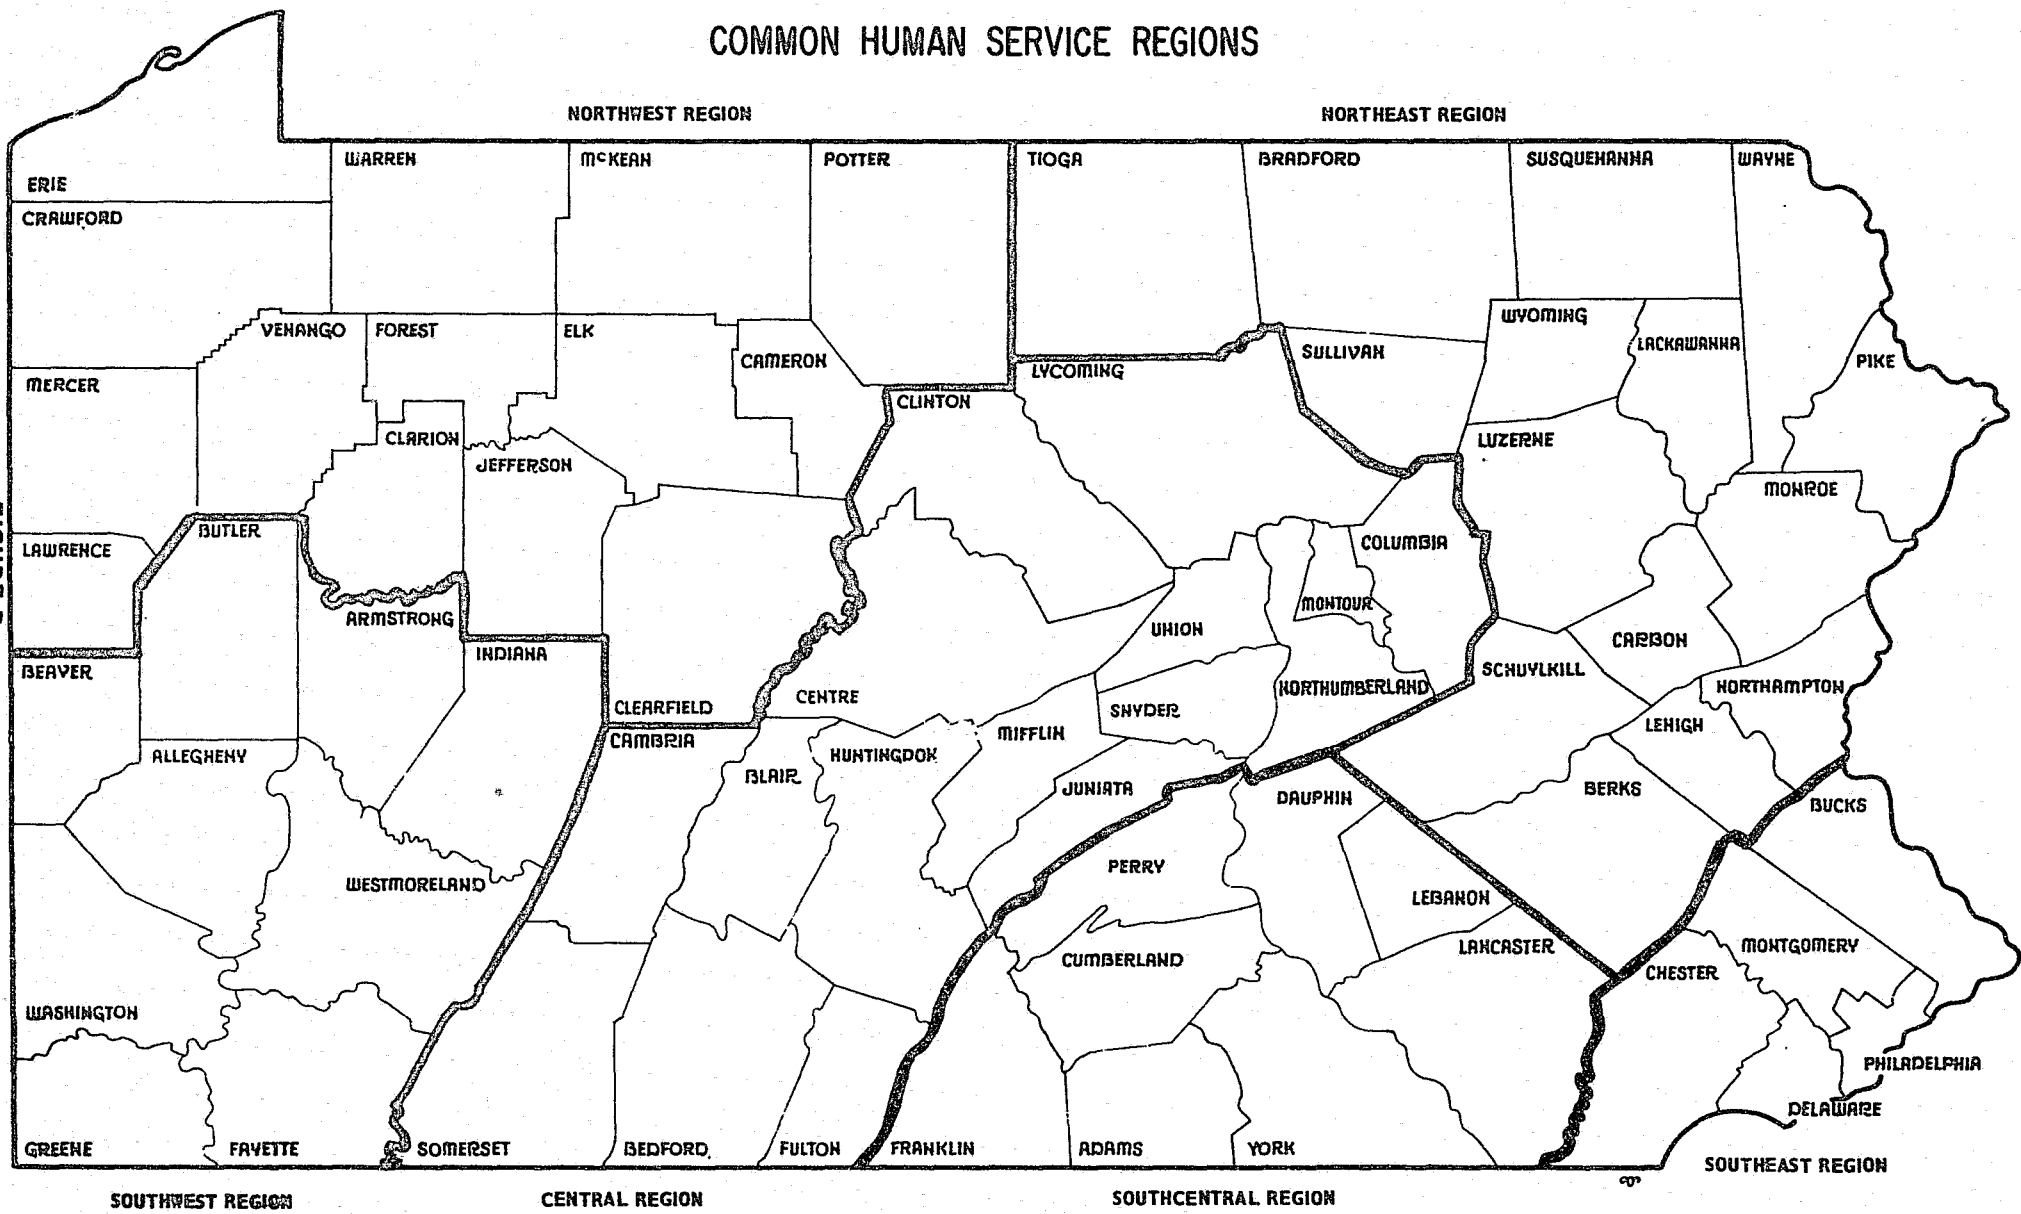 COMMON HUMAN SERVICE REGIONS
NORTHWEST REGION
NORTHEAST REGION
ERIE
WARREN
McKEAN
POTTER
TIOGA
BRADFORD
SUSQUEHANNA
WAYNE
CRAWFORD
VENANGO
FOREST
ELK
CAMERON
WYOMING
LACKAWANNA
SULLIVAN
PIKE
MERCER
LYCOMING
CLINTON
CLARION
JEFFERSON
LUZERNE
MONROE
LAWRENCE
BUTLER
COLUMBIA
ARMSTRONG
MONTOUR
UNION
CARBON
BEAVER
INDIANA
SCHUYLKILL
CLEARFIELD
CENTRE
SNYDER
NORTHUMBERLAND
NORTHAMPTON
LEHIGH
ALLEGHENY
CAMBRIA
BLAIR
HUNTINGDON
MIFFLIN
JUNIATA
DAUPHIN
BERKS
BUCKS
WESTMORELAND
PERRY
LEBANON
CUMBERLAND
LANCASTER
CHESTER
MONTGOMERY
WASHINGTON
PHILADELPHIA
DELAWARE
GREENE
FAYETTE
SOMERSET
BEDFORD
FULTON
FRANKLIN
ADAMS
YORK
SOUTHEAST REGION
SOUTHWEST REGION
CENTRAL REGION
SOUTHCENTRAL REGION